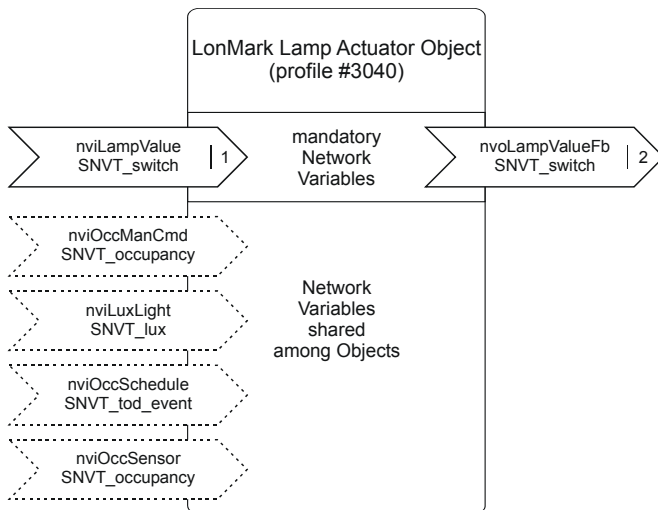 LonMark Lamp Actuator Object
(profile #3040)
nviLampValue
SNVT_switch
1
mandatory
Network
Variables
nvoLampValueFb
SNVT_switch
2
nviOccManCmd
SNVT_occupancy
nviLuxLight
SNVT_lux
Network
Variables
shared
among Objects
nviOccSchedule
SNVT_tod_event
nviOccSensor
SNVT_occupancy